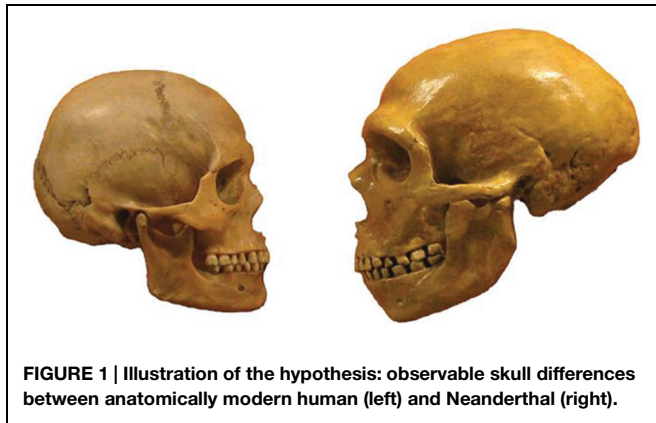 FIGURE 1 | Illustration of the hypothesis: observable skull differences
between anatomically modern human (left) and Neanderthal (right).